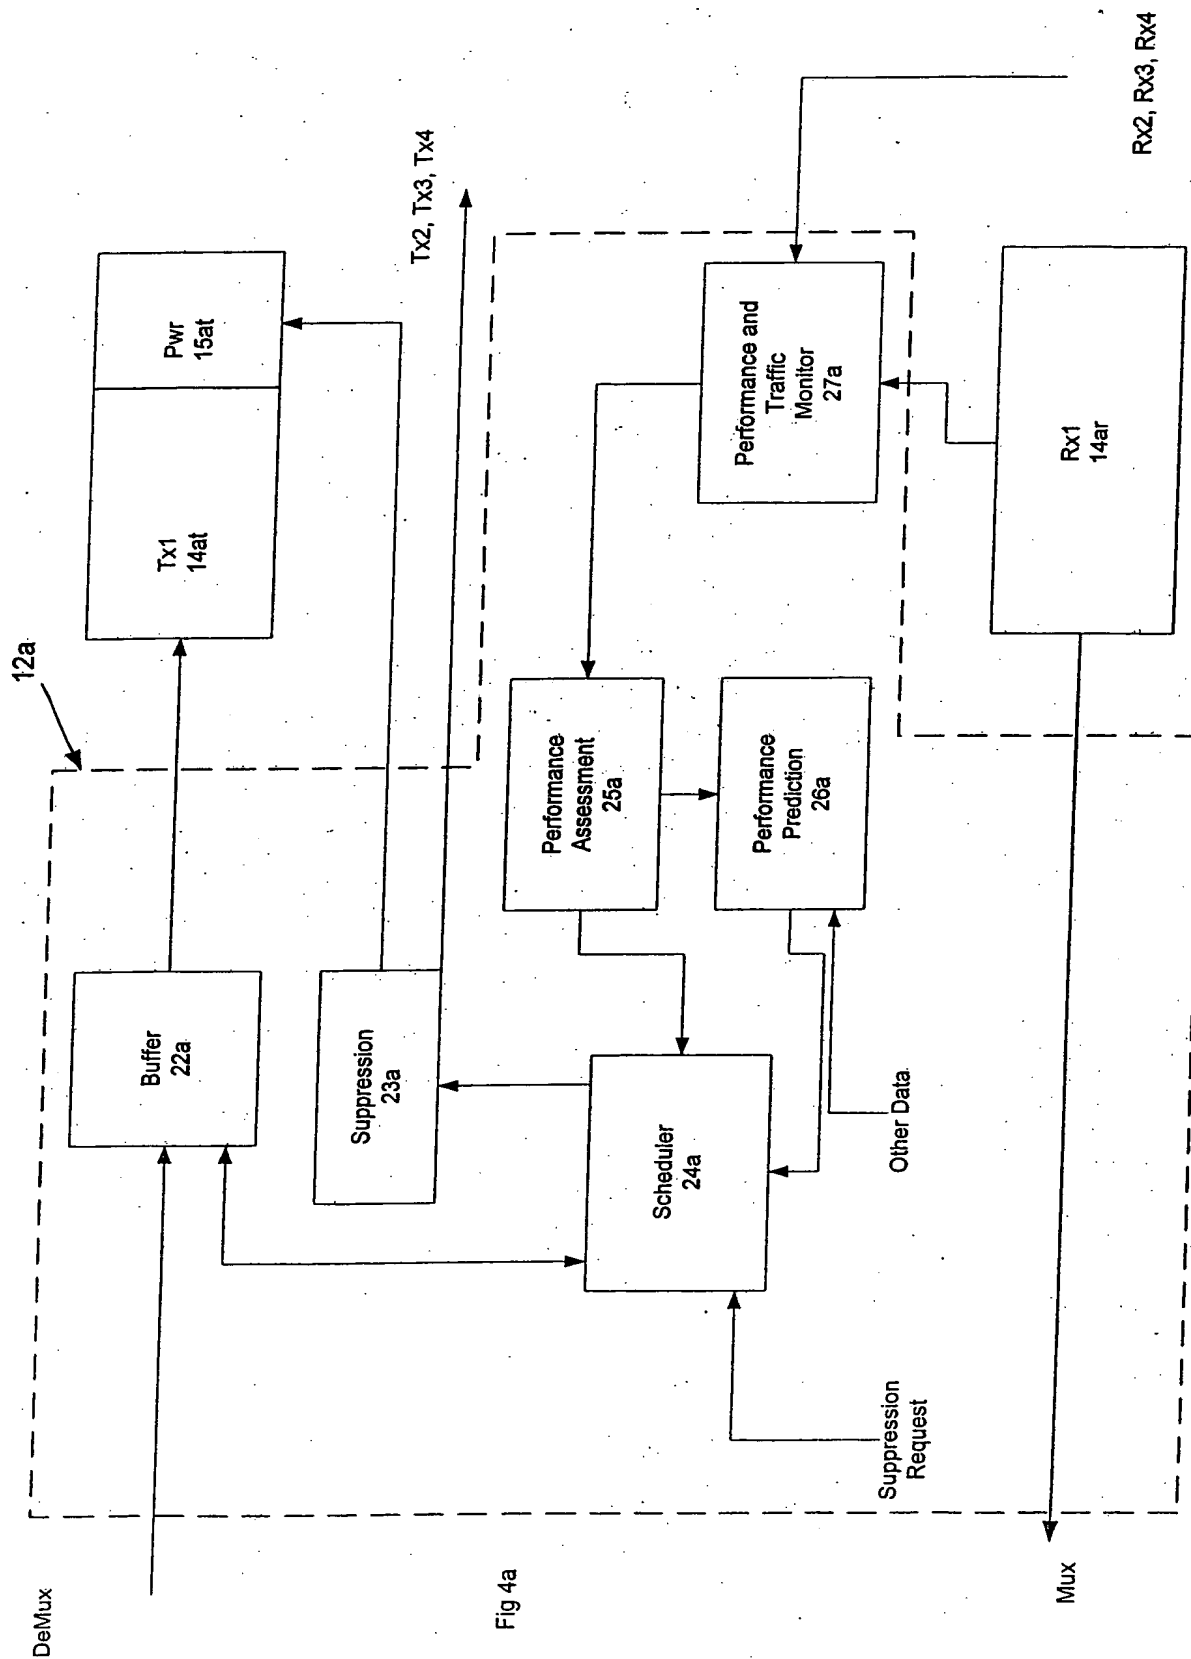 DeMux
Buffer
22a
12a
Tx1
14at
Pwr
15at
Suppression
23a
Tx2, Tx3, Tx4
Fig 4a
Scheduler
24a
Performance
Assessment
25a
Performance and
Traffic
Monitor
27a
Performance
Prediction
26a
Suppression
Request
Other Data
Mux
Rx1
14ar
Rx2, Rx3, Rx4